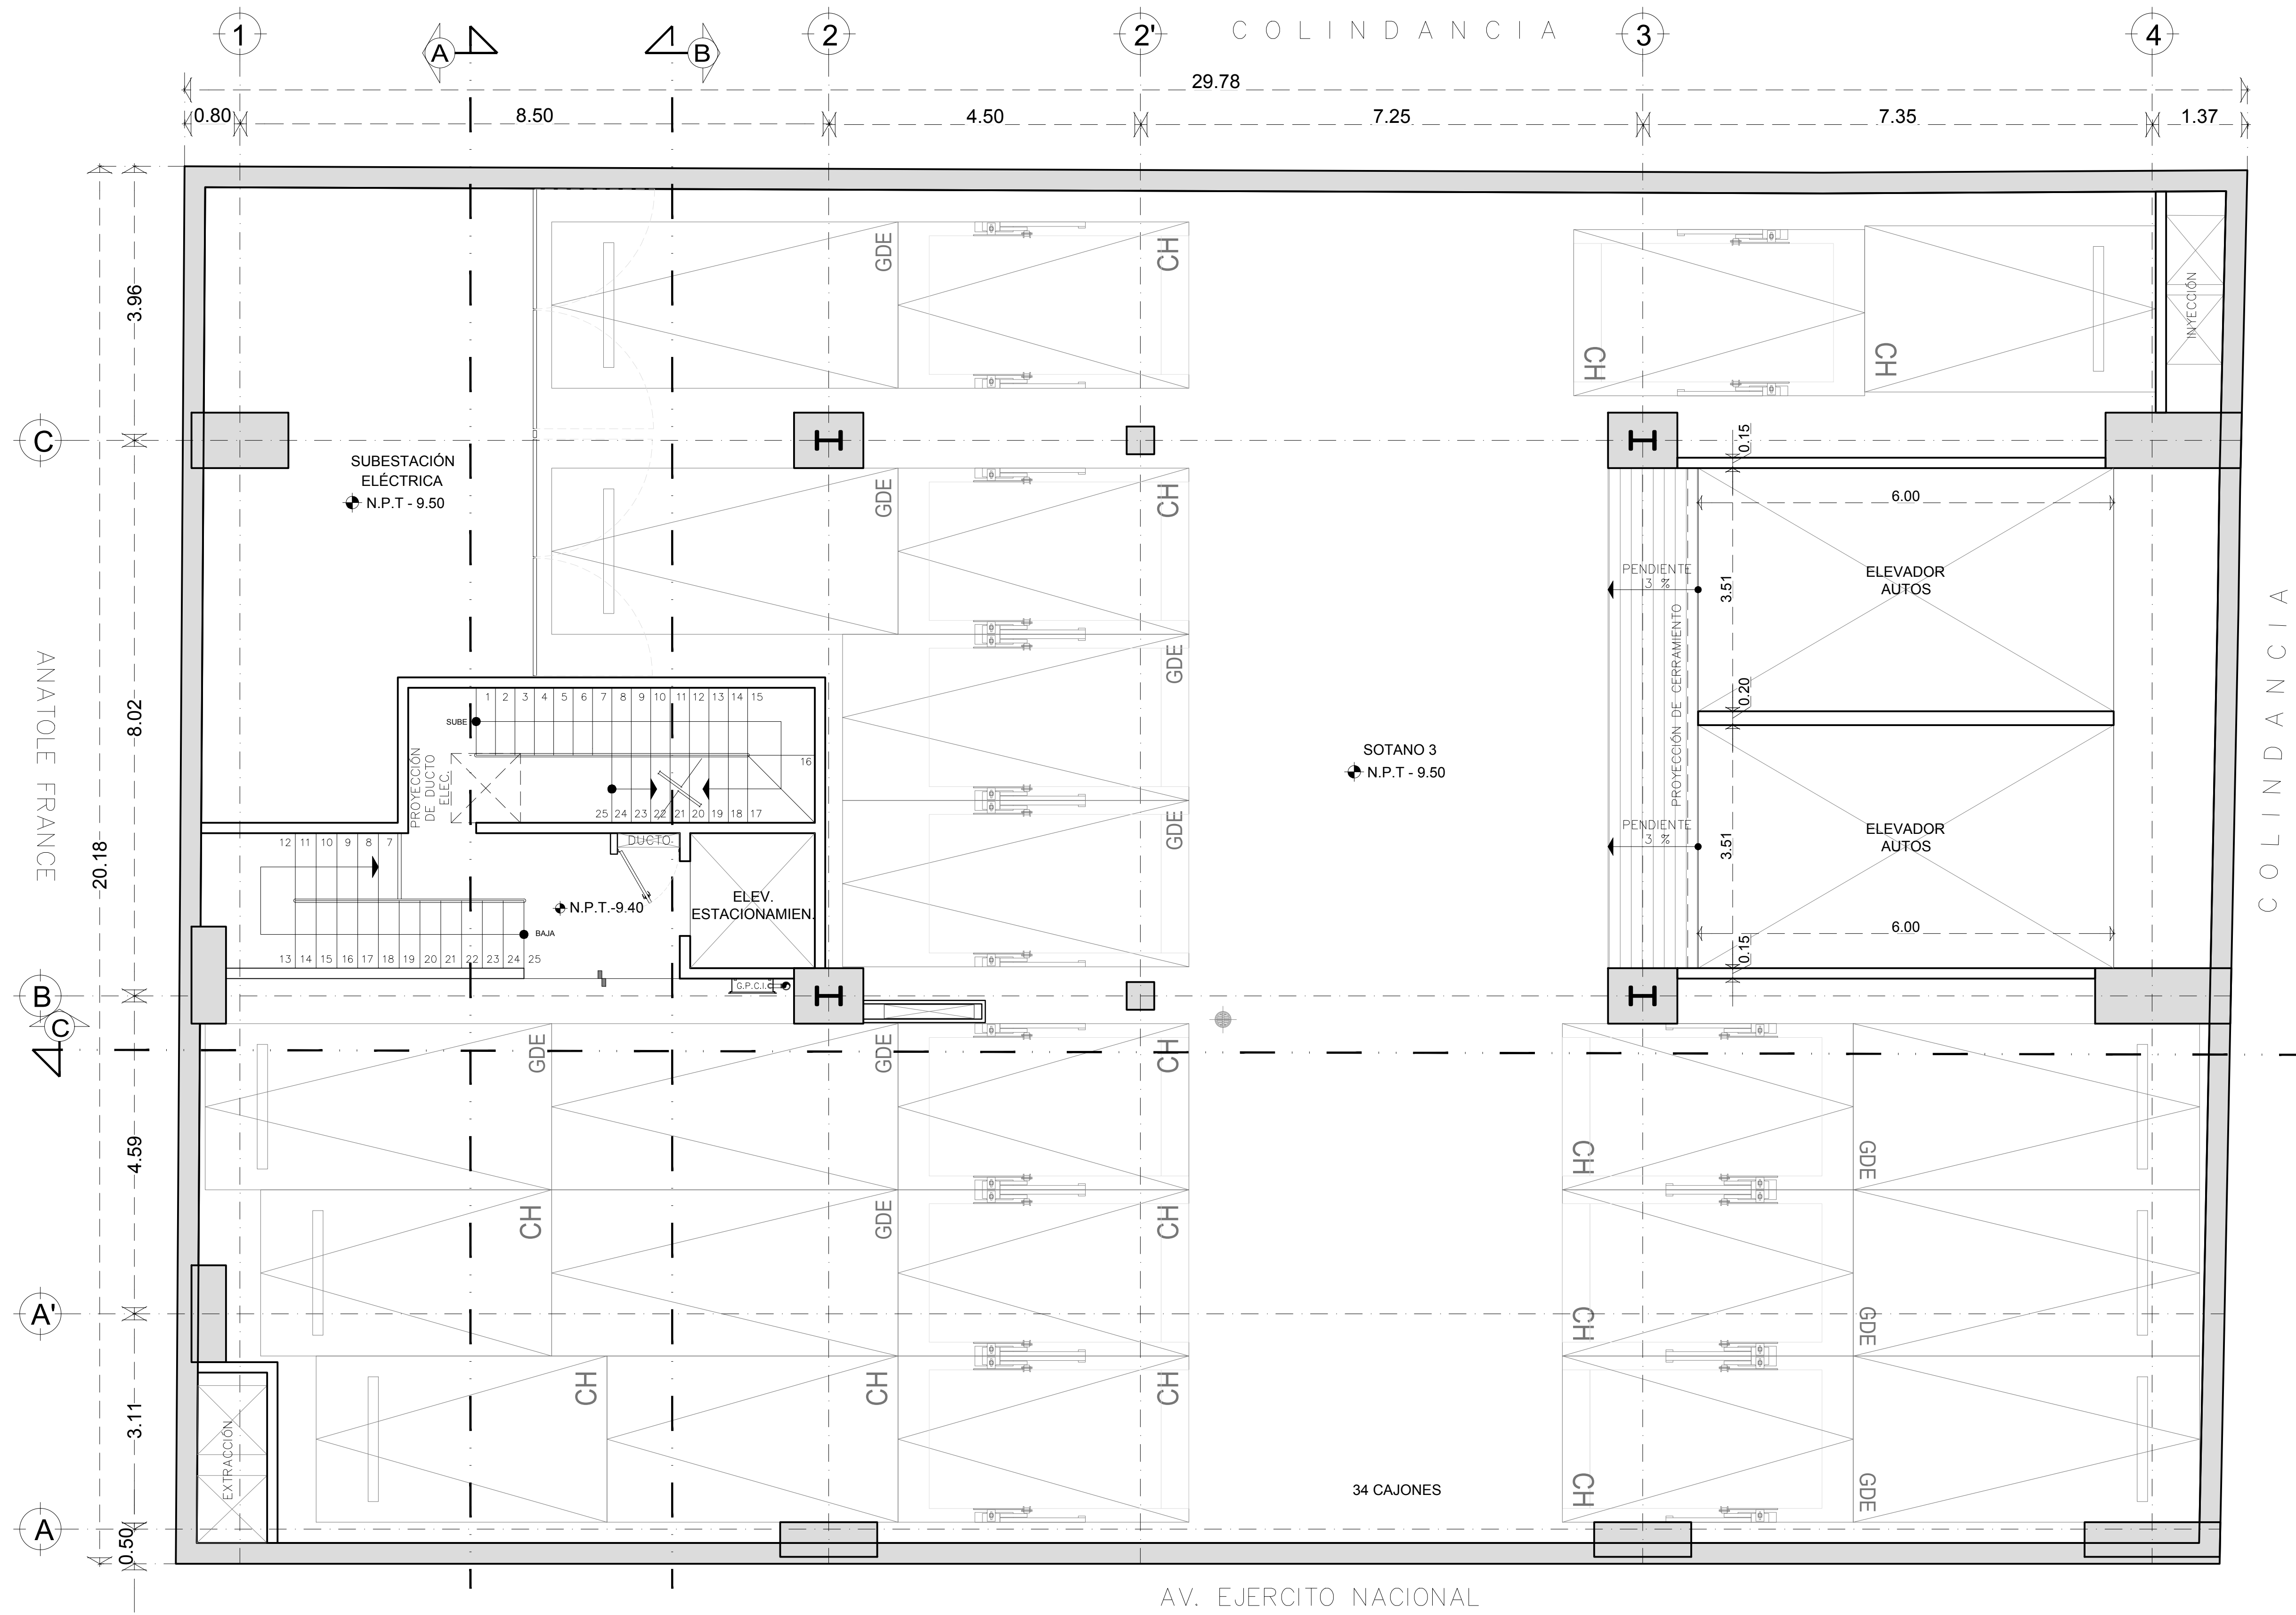 1
A
B
2
2'
COLINDANCIA
3
4
29.78
0.80
8.50
4.50
7.25
7.35
1.37
3.96
GDE
CH
CH
CH
INYECCIÓN
C
SUBESTACIÓN
ELÉCTRICA
N.P.T - 9.50
GDE
CH
0.15
6.00
PENDIENTE
3 %
3.51
ELEVADOR
AUTOS
COLINDANCIA
ANATOLE FRANCE
8.02
20.18
GDE
PROYECCIÓN DE CERRAMIENTO
0.20
1 2 3 4 5 6 7 8 9 10 11 12 13 14 15
SUBE
PROYECCIÓN
DE DUCTO
ELEC.
16
25 24 23 22 21 20 19 18 17
SOTANO 3
N.P.T - 9.50
GDE
PENDIENTE
3 %
3.51
ELEVADOR
AUTOS
12 11 10 9 8 7
DUCTO
N.P.T.-9.40
ELEV.
ESTACIONAMIEN.
BAJA
13 14 15 16 17 18 19 20 21 22 23 24 25
6.00
0.15
B
G.P.C.I.
C
GDE
GDE
CH
CH
GDE
4.59
CH
GDE
CH
CH
GDE
A'
3.11
CH
CH
CH
CH
GDE
EXTRACCIÓN
34 CAJONES
A
0.50
AV. EJERCITO NACIONAL